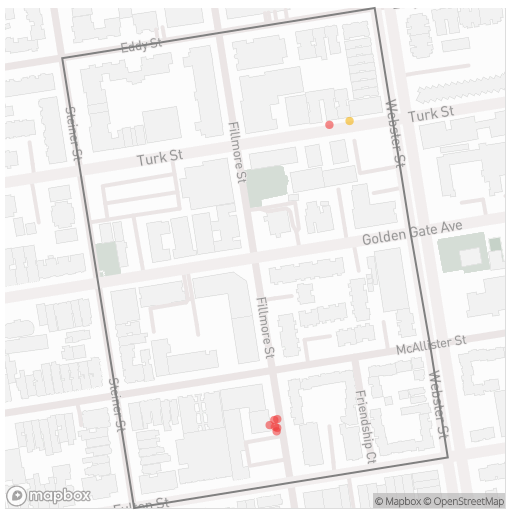 Eddy St
Steiner St
Fillmore St
Webster St
Turk St
Turk St
Golden Gate Ave
Fillmore St
McAllister St
Steiner St
Friendship Ct
Webster St
Fulton St
mapbox
© Mapbox © OpenStreetMap